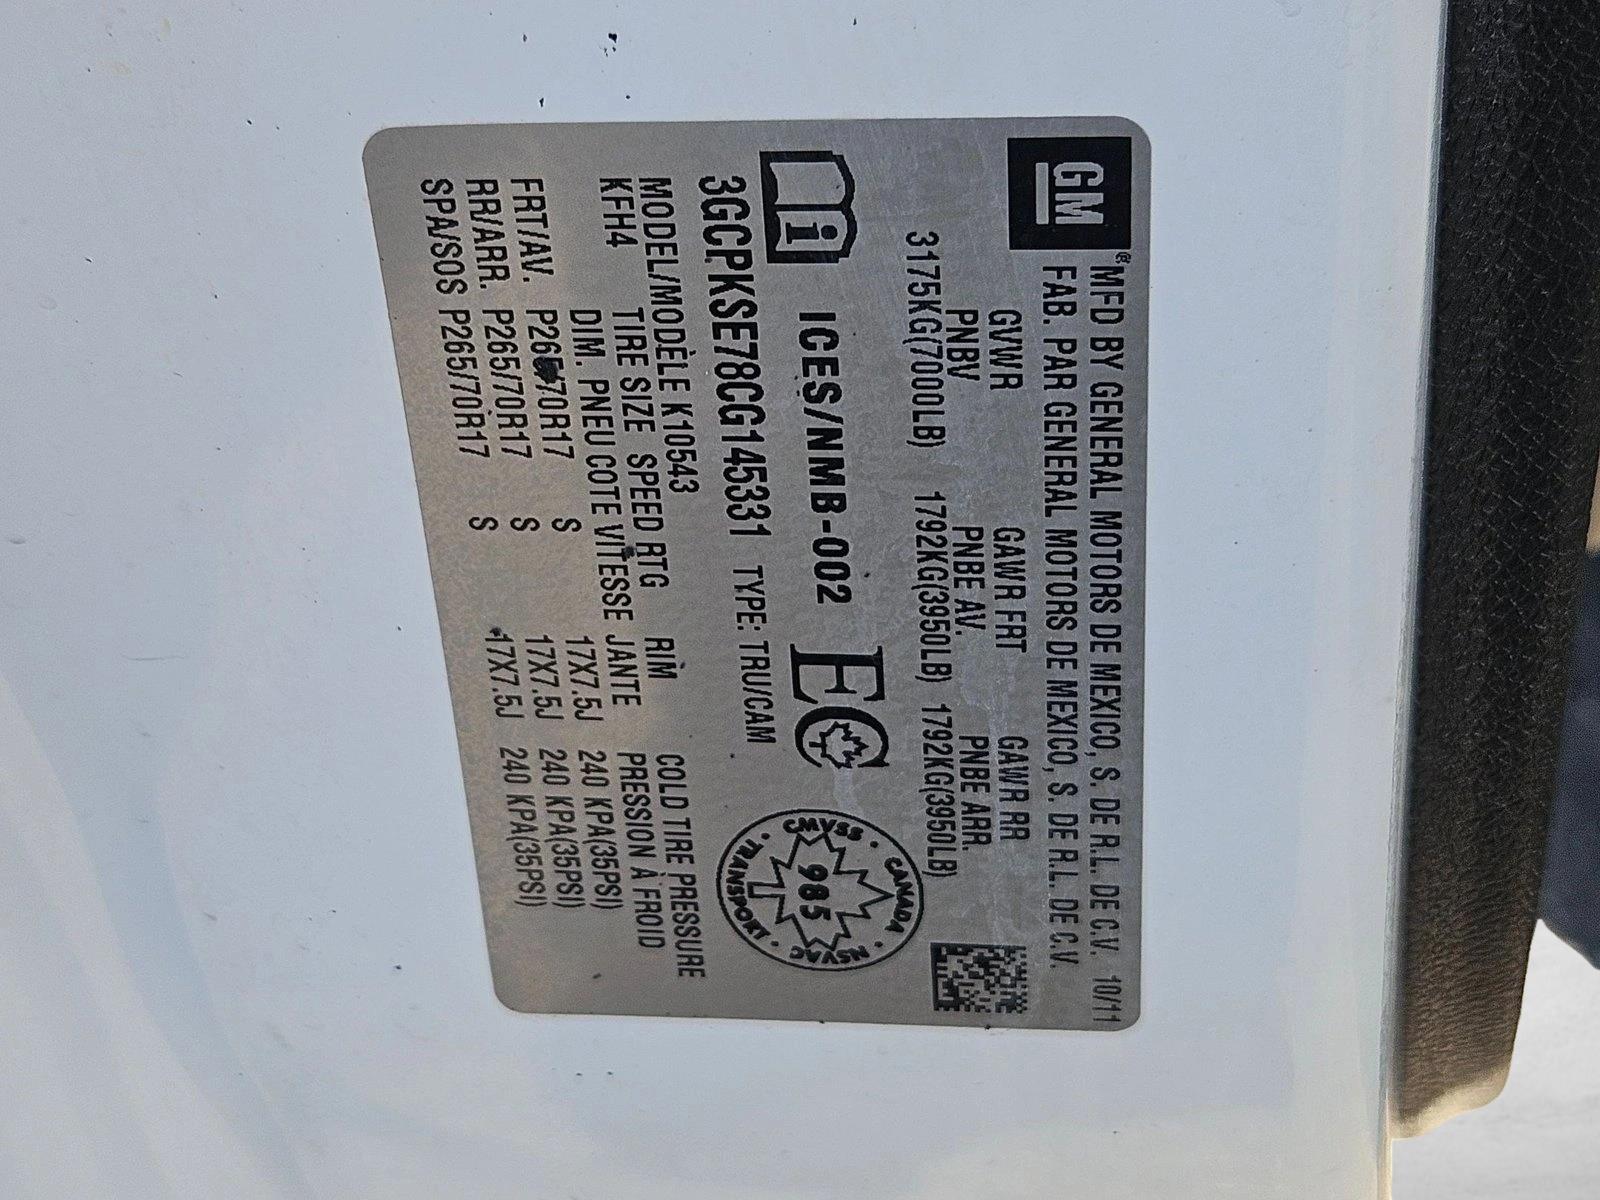 GM
® MFD BY GENERAL MOTORS DE MEXICO, S. DE R.L. DE C.V. 10/11
FAB. PAR GENERAL MOTORS DE MEXICO, S. DE R.L. DE C.V.
GVWR GAWR FRT GAWR RR
PNBV PNBE AV. PNBE ARR.
3175KG(7000LB) 1792KG(3950LB) 1792KG(3950LB)
i ICES/NMB-002 EC
CANADA · NSVAC · TRANSPORT · CMVSS ·
985
3GCPKSE78CG145331 TYPE: TRU/CAM
MODEL/MODÈLE K10543
KFH4 TIRE SIZE SPEED RTG RIM COLD TIRE PRESSURE
DIM. PNEU COTE VITESSE JANTE PRESSION À FROID
FRT/AV. P265/70R17 S 17X7.5J 240 KPA(35PSI)
RR/ARR. P265/70R17 S 17X7.5J 240 KPA(35PSI)
SPA/SOS P265/70R17 S 17X7.5J 240 KPA(35PSI)